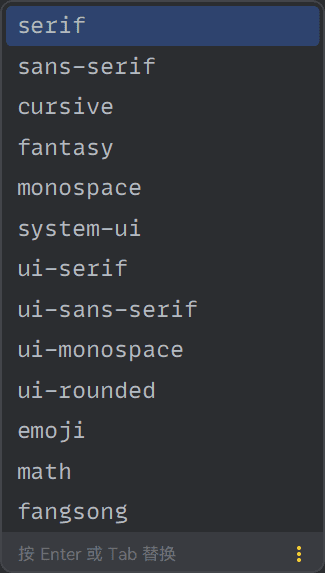 serif
sans-serif
cursive
fantasy
monospace
system-ui
ui-serif
ui-sans-serif
ui-monospace
ui-rounded
emoji
math
fangsong
按 Enter 或 Tab 替换